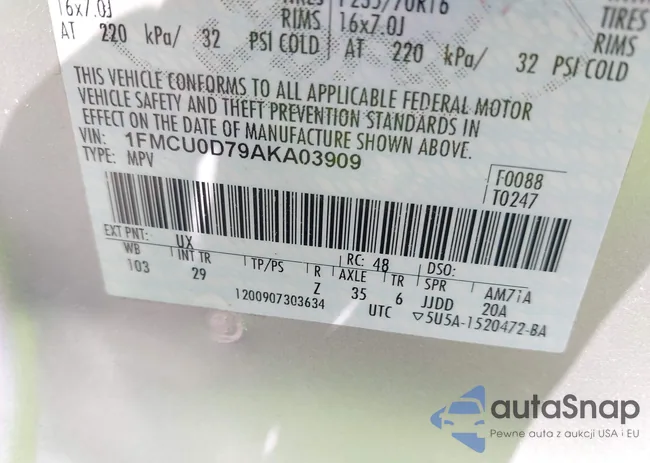 16x7.0J RIMS
AT 220 kPa/ 32 PSI COLD
TIRES
16x7.0J RIMS
AT 220 kPa/ 32 PSI COLD
THIS VEHICLE CONFORMS TO ALL APPLICABLE FEDERAL MOTOR
VEHICLE SAFETY AND THEFT PREVENTION STANDARDS IN
EFFECT ON THE DATE OF MANUFACTURE SHOWN ABOVE.
VIN: 1FMCU0D79AKA03909
TYPE: MPV
F0088
T0247
EXT PNT: UX RC: 48 DSO:
WB INT TR TP/PS R AXLE TR SPR AM71A
103 29 Z 35 6 JJDD 20A
1200907303634 UTC ▽5U5A-1520472-BA
autaSnap
Pewne auta z aukcji USA i EU